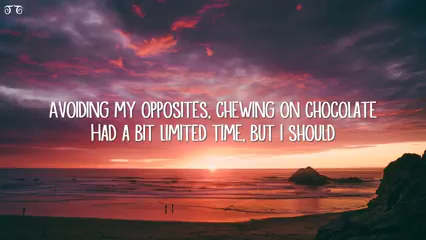 AVOIDING MY OPPOSITES, CHEWING ON CHOCOLATE
HAD A BIT LIMITED TIME, BUT I SHOULD